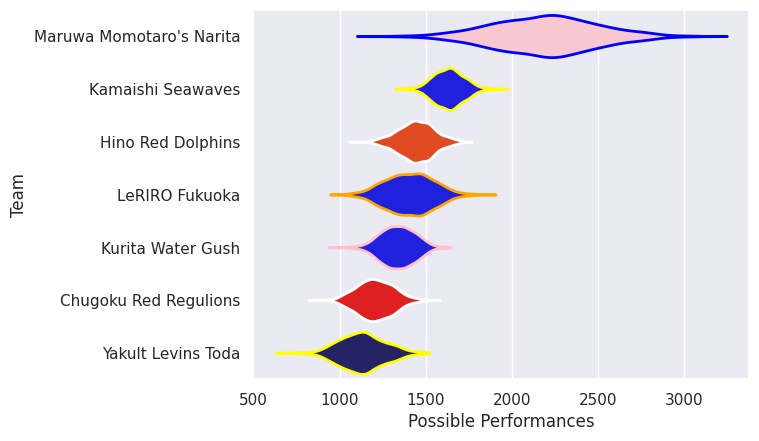 Maruwa Momotaro's Narita
Kamaishi Seawaves
Hino Red Dolphins
LeRIRO Fukuoka
Kurita Water Gush
Chugoku Red Regulions
Yakult Levins Toda
Team
500 1000 1500 2000 2500 3000
Possible Performances